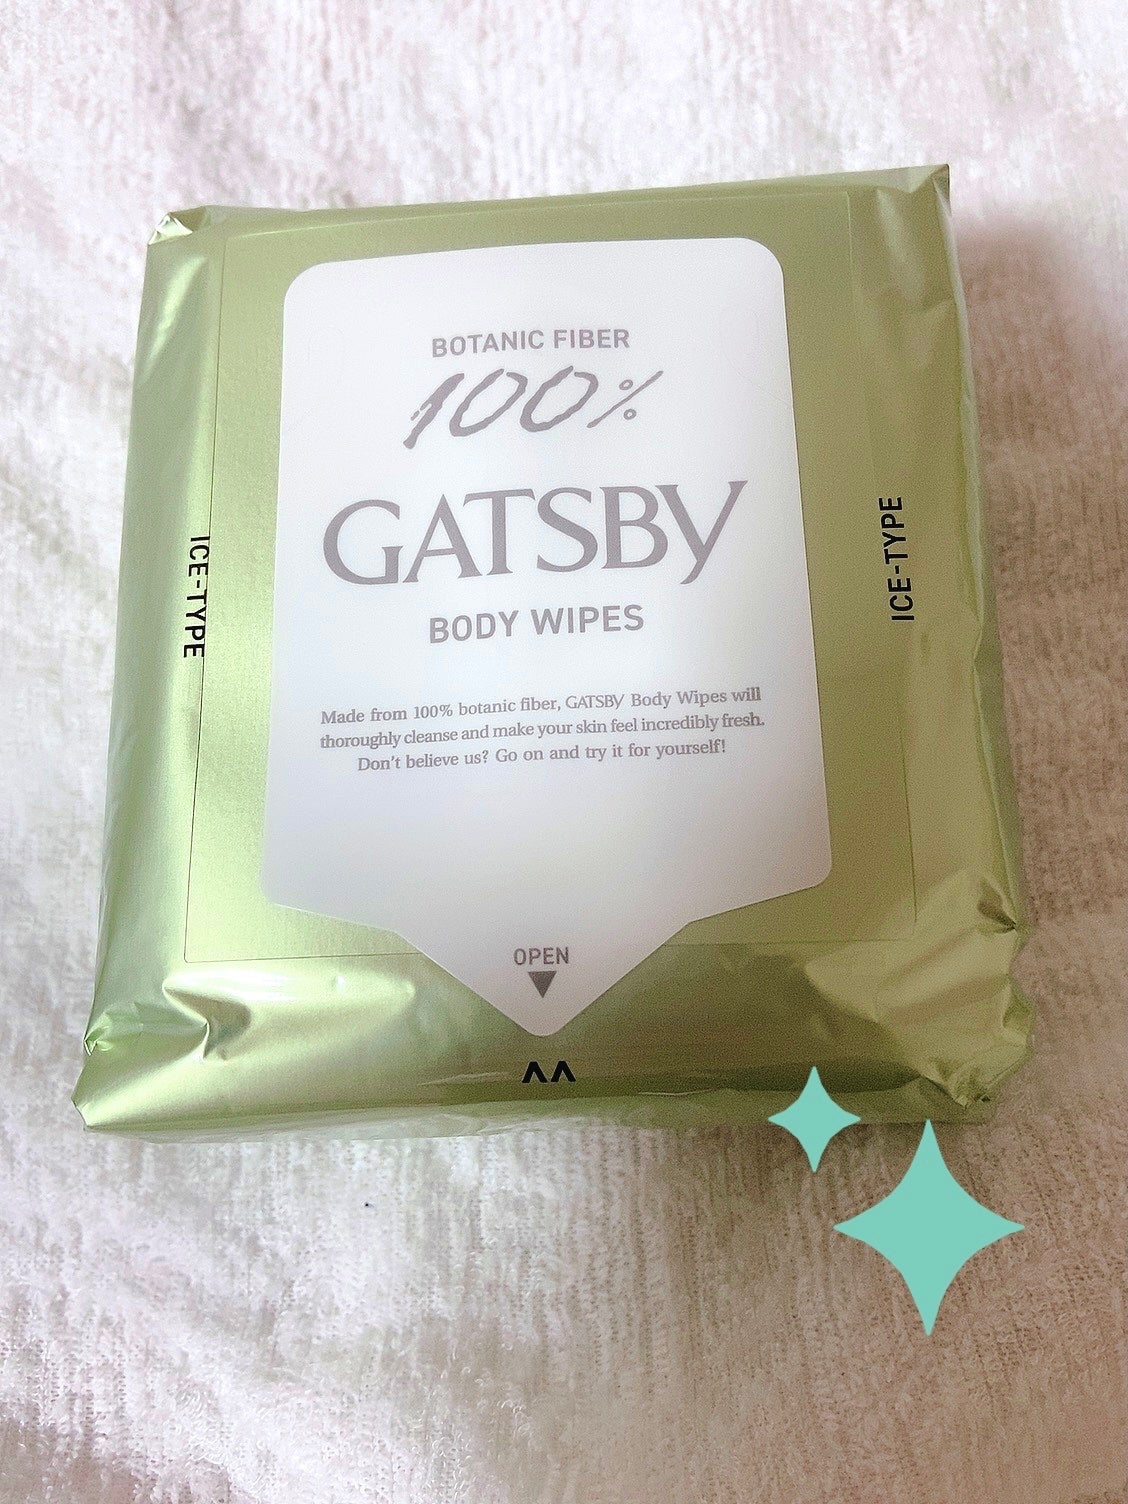 BOTANIC FIBER
100%
GATSBY
BODY WIPES
Made from 100% botanic fiber, GATSBY Body Wipes will
thoroughly cleanse and make your skin feel incredibly fresh.
Don't believe us? Go on and try it for yourself!
OPEN
ICE-TYPE
ICE-TYPE